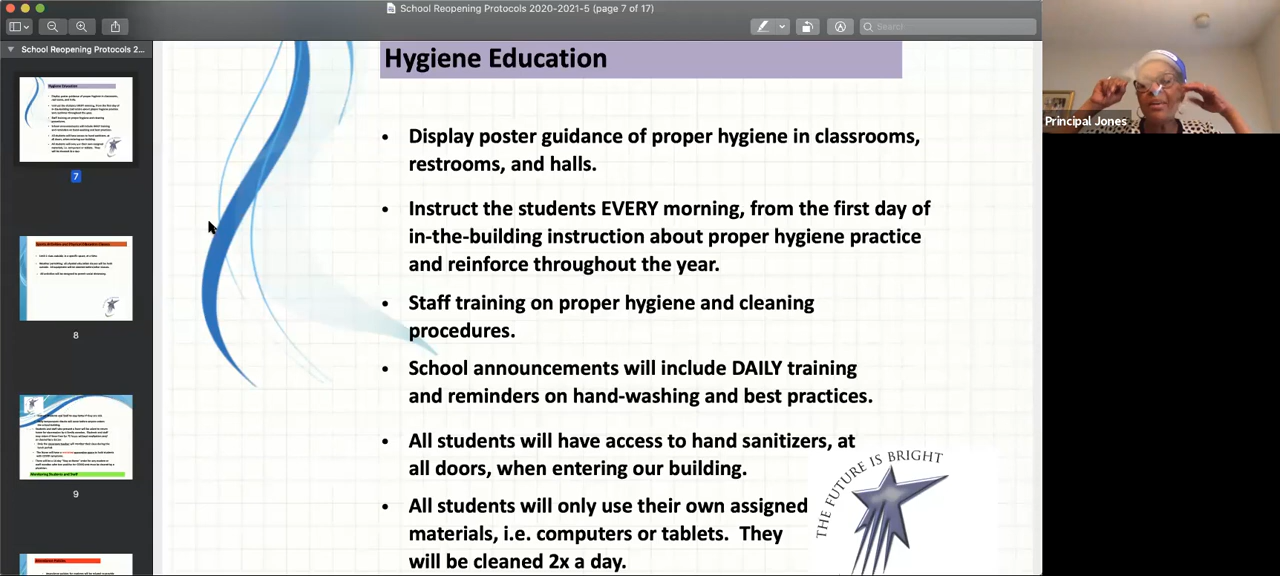 School Reopening Protocols 2020-2021-5 (page 7 of 17)
Search
School Reopening Protocols 2...
Hygiene Education
7
8
9
Hygiene Education
• Display poster guidance of proper hygiene in classrooms,
restrooms, and halls.
• Instruct the students EVERY morning, from the first day of
in-the-building instruction about proper hygiene practice
and reinforce throughout the year.
• Staff training on proper hygiene and cleaning
procedures.
• School announcements will include DAILY training
and reminders on hand-washing and best practices.
• All students will have access to hand sanitizers, at
all doors, when entering our building.
• All students will only use their own assigned
materials, i.e. computers or tablets. They
will be cleaned 2x a day.
THE FUTURE IS BRIGHT
Principal Jones